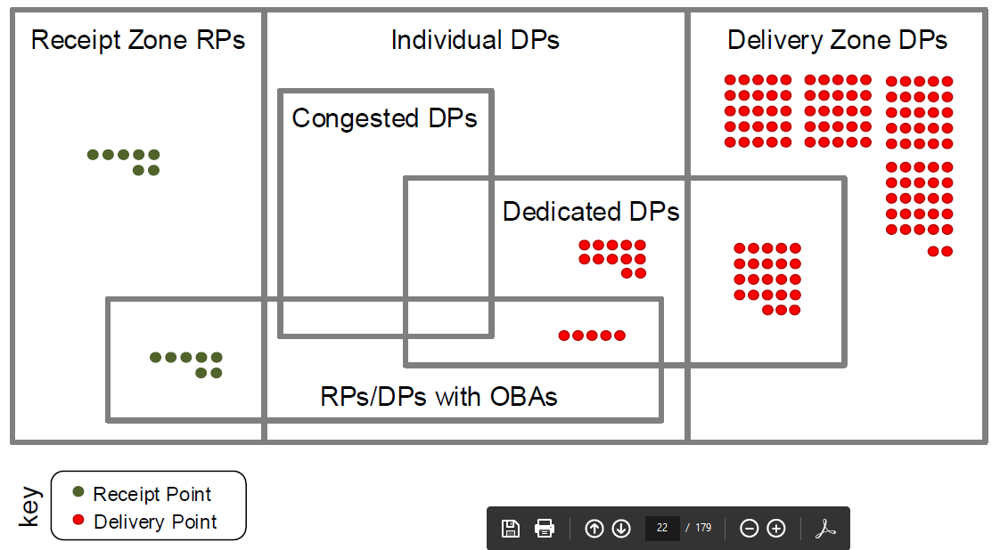 Receipt Zone RPs
Individual DPs
Delivery Zone DPs
Congested DPs
Dedicated DPs
RPs/DPs with OBAs
key
Receipt Point
Delivery Point
22 / 179